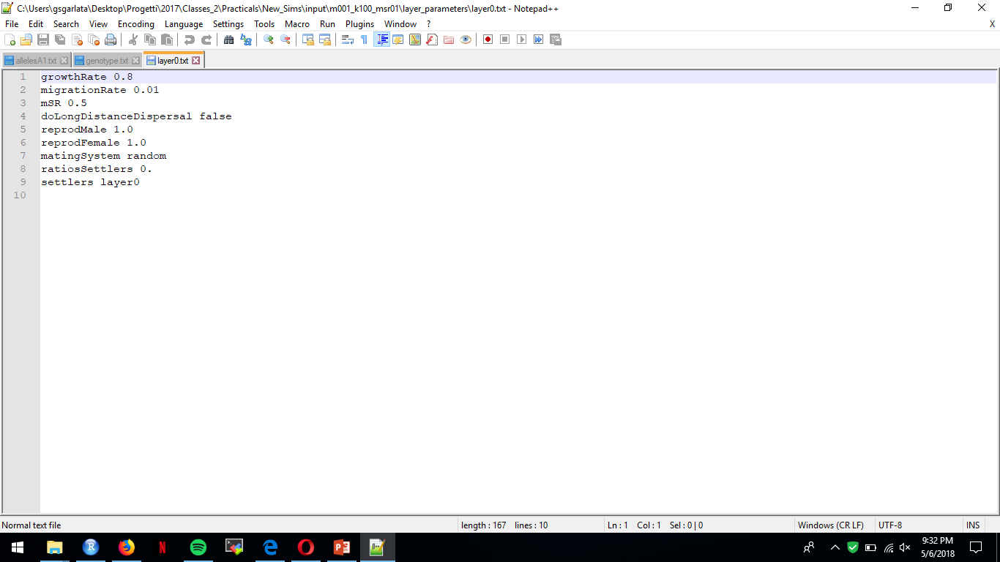 C:\Users\gsgarlata\Desktop\Progetti\2017\Classes_2\Practicals\New_Sims\input\m001_k100_msr01\layer_parameters\layer0.txt - Notepad++
File Edit Search View Encoding Language Settings Tools Macro Run Plugins Window ? X
allelesA1.txt genotype.txt layer0.txt
1 growthRate 0.8
2 migrationRate 0.01
3 mSR 0.5
4 doLongDistanceDispersal false
5 reprodMale 1.0
6 reprodFemale 1.0
7 matingSystem random
8 ratiosSettlers 0.
9 settlers layer0
10
Normal text file length : 167 lines : 10 Ln : 1 Col : 1 Sel : 0 | 0 Windows (CR LF) UTF-8 INS
9:32 PM
5/6/2018